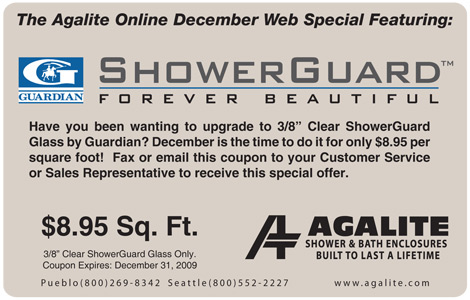 The Agalite Online December Web Special Featuring:
G SHOWERGUARD™
GUARDIAN FOREVER BEAUTIFUL
Have you been wanting to upgrade to 3/8” Clear ShowerGuard
Glass by Guardian? December is the time to do it for only $8.95 per
square foot! Fax or email this coupon to your Customer Service
or Sales Representative to receive this special offer.
$8.95 Sq. Ft.
3/8” Clear ShowerGuard Glass Only.
Coupon Expires: December 31, 2009
AGALITE
SHOWER & BATH ENCLOSURES
BUILT TO LAST A LIFETIME
Pueblo(800)269-8342 Seattle(800)552-2227 www.agalite.com